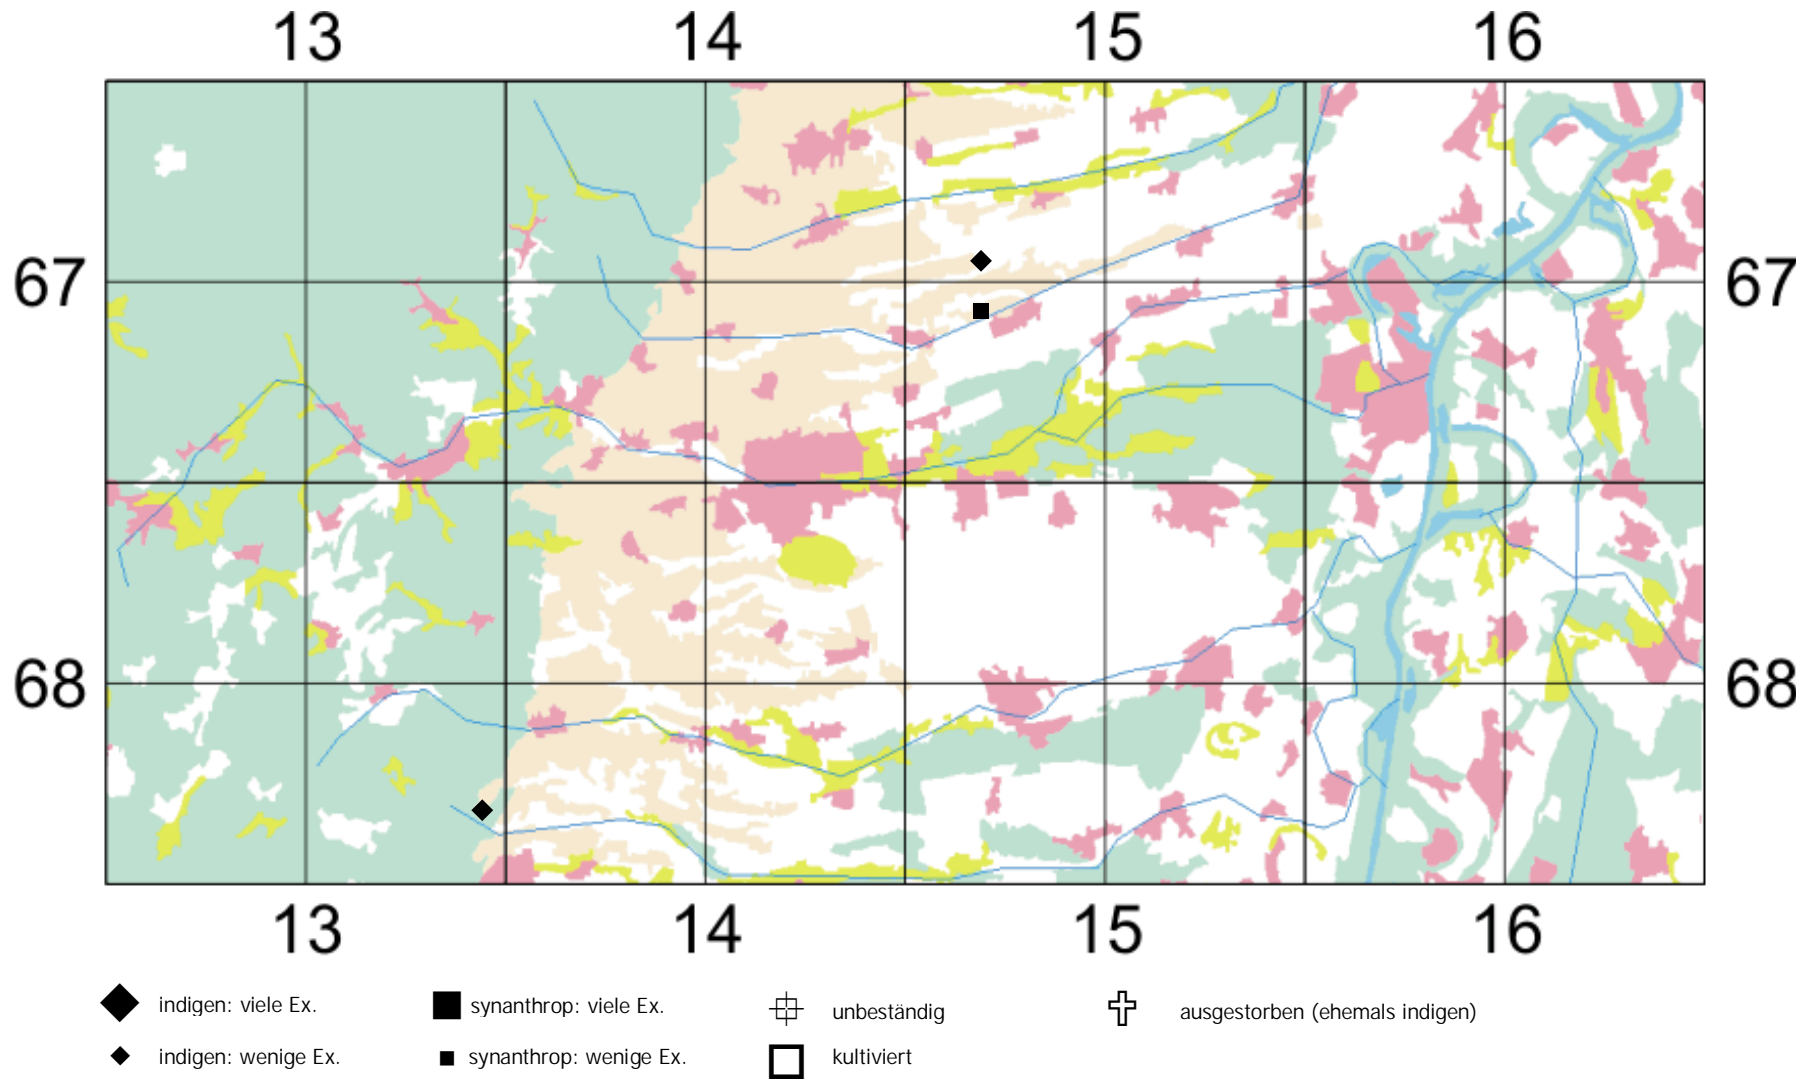 13 14 15 16
67 67
68 68
13 14 15 16
indigen: viele Ex. synanthrop: viele Ex. unbeständig ausgestorben (ehemals indigen)
indigen: wenige Ex. synanthrop: wenige Ex. kultiviert